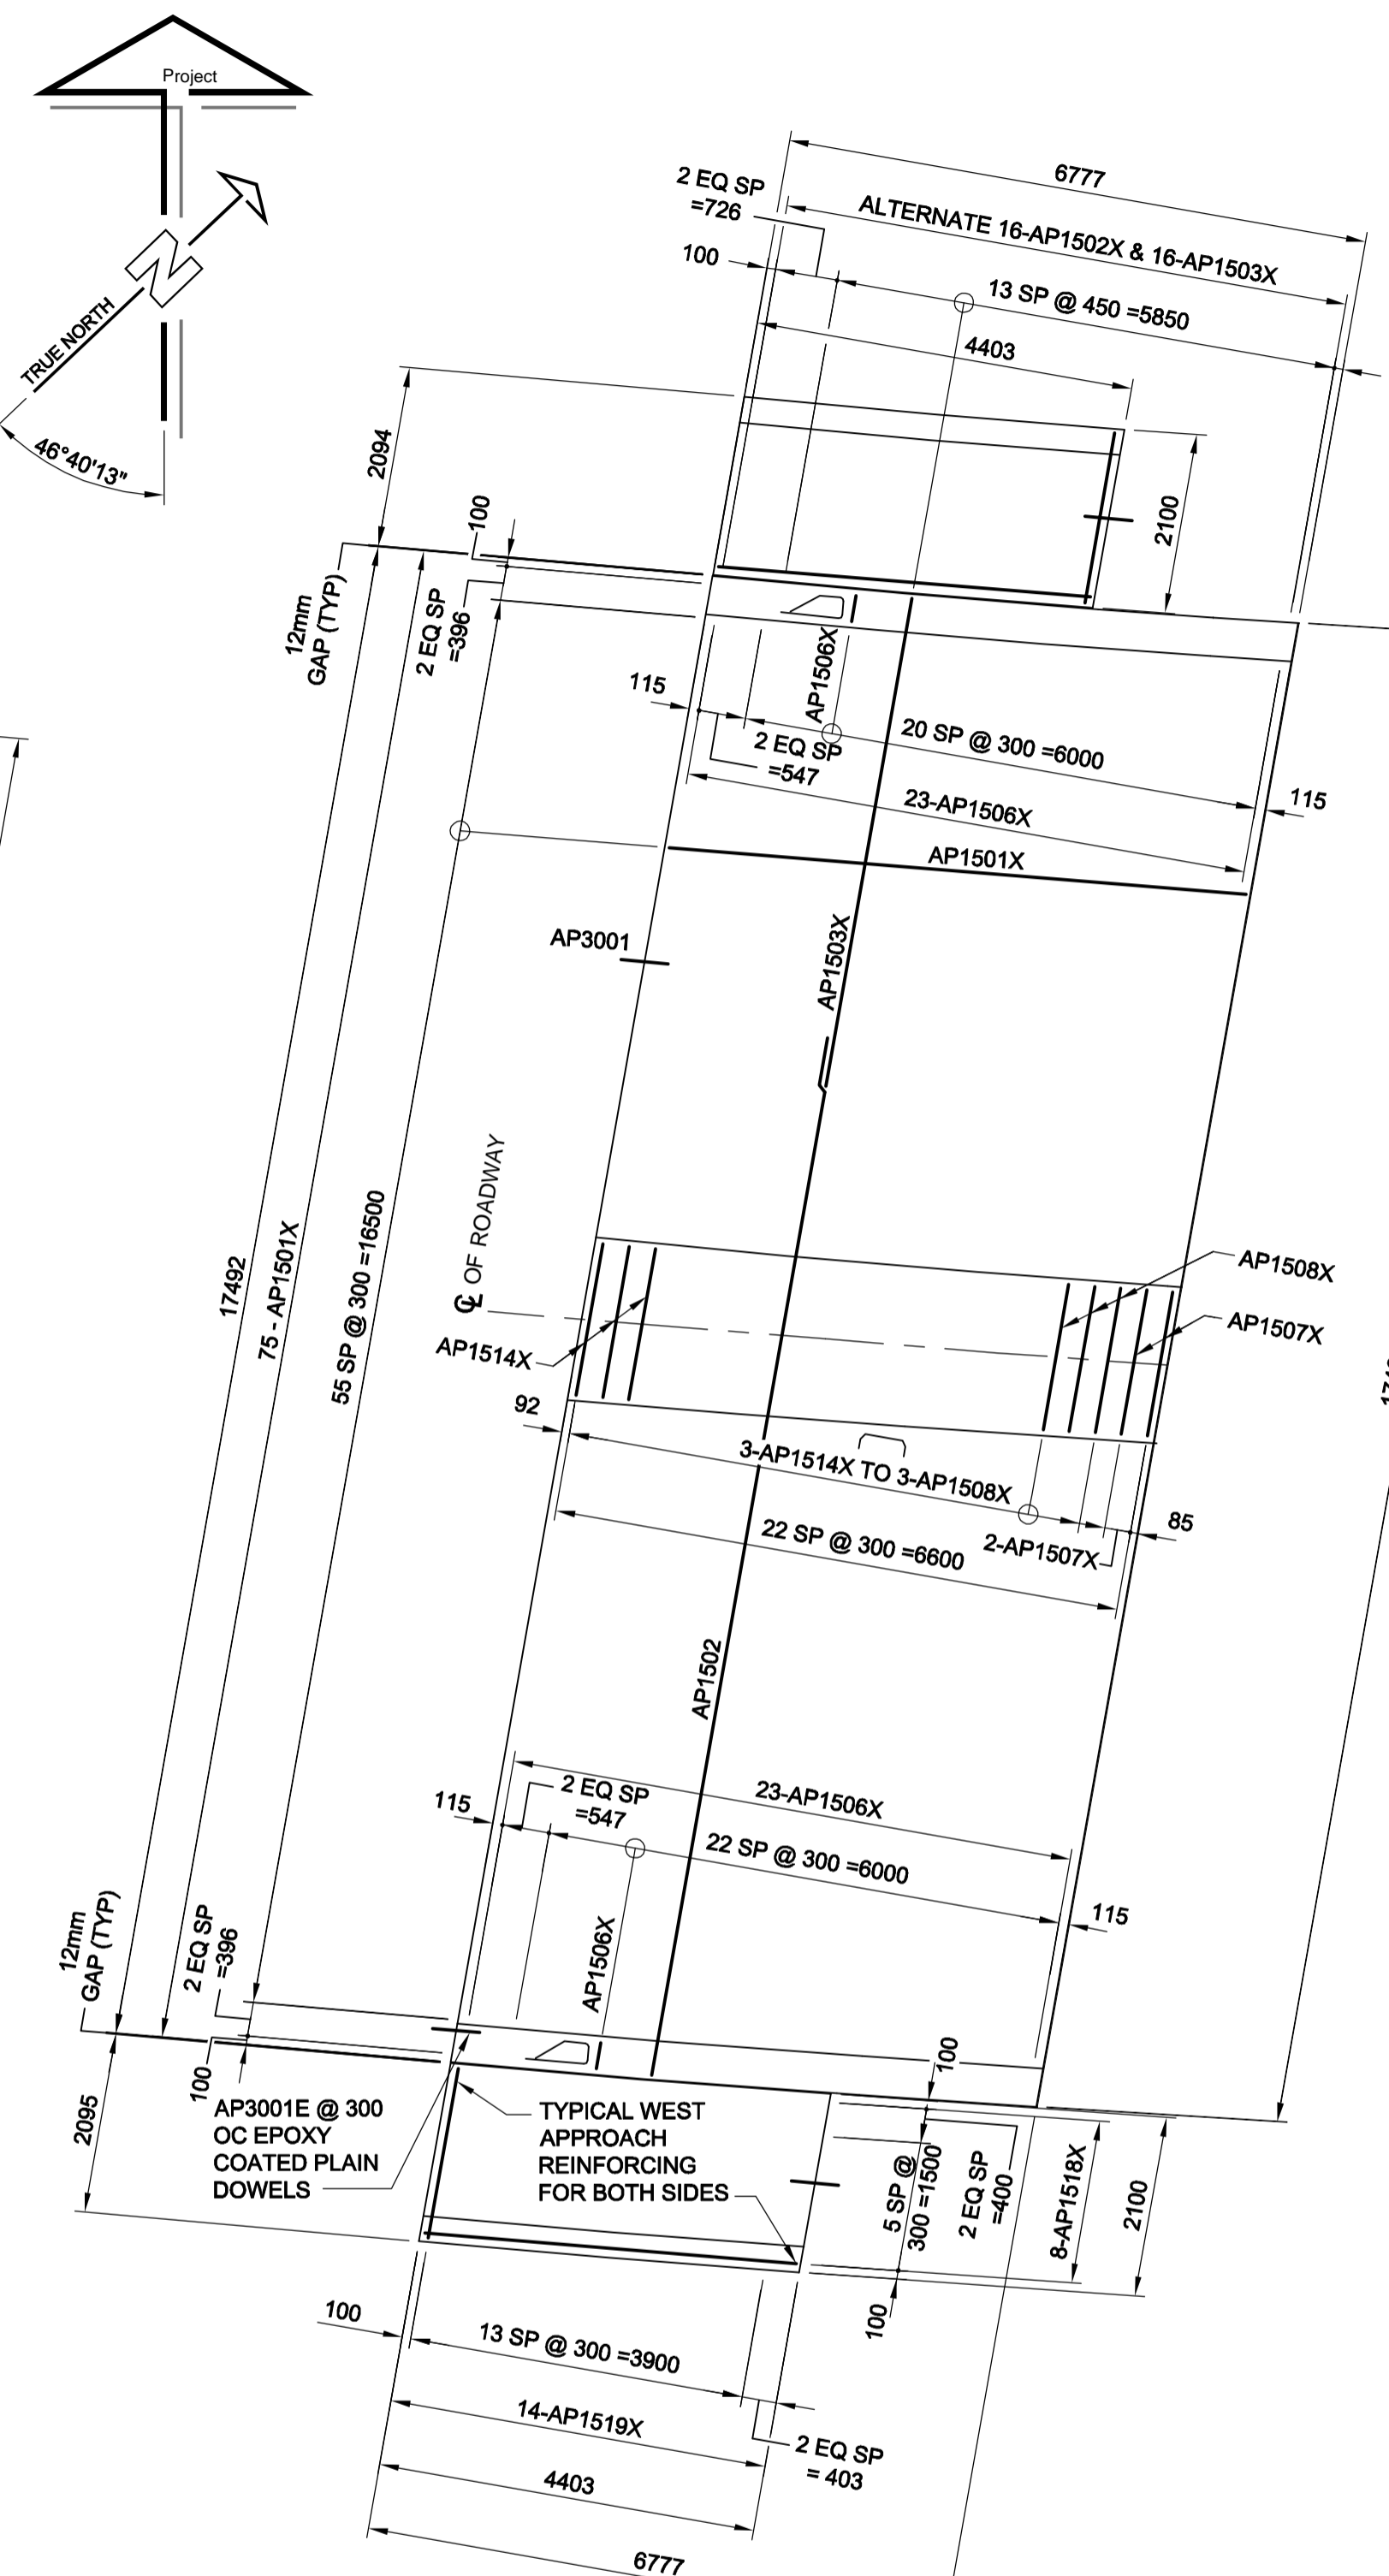 Project
TRUE NORTH
N
46°40'13"
6777
2 EQ SP
=726
ALTERNATE 16-AP1502X & 16-AP1503X
100
13 SP @ 450 =5850
4403
2094
2100
100
12mm
GAP (TYP)
2 EQ SP
=396
115
AP1506X
20 SP @ 300 =6000
2 EQ SP
=547
23-AP1506X
115
AP1501X
AP3001
AP1503X
17492
75 - AP1501X
55 SP @ 300 =16500
CL OF ROADWAY
AP1508X
AP1507X
AP1514X
92
3-AP1514X TO 3-AP1508X
85
22 SP @ 300 =6600
2-AP1507X
AP1502
2 EQ SP
=547
115
23-AP1506X
22 SP @ 300 =6000
115
12mm
GAP (TYP)
2 EQ SP
=396
AP1506X
100
100
2095
AP3001E @ 300
OC EPOXY
COATED PLAIN
DOWELS
TYPICAL WEST
APPROACH
REINFORCING
FOR BOTH SIDES
5 SP @
300 =1500
2 EQ SP
=400
8-AP1518X
2100
100
100
13 SP @ 300 =3900
14-AP1519X
2 EQ SP
= 403
4403
6777